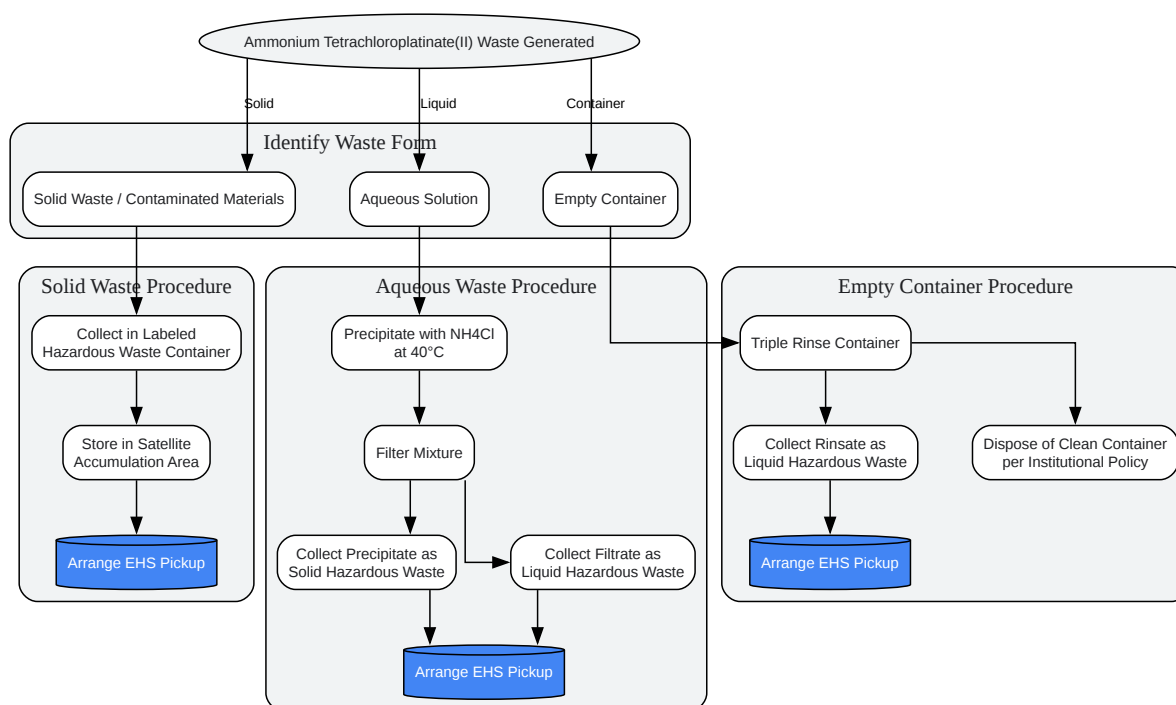 Ammonium Tetrachloroplatinate(II) Waste Generated
Solid
Liquid
Container
Identify Waste Form
Solid Waste / Contaminated Materials
Aqueous Solution
Empty Container
Solid Waste Procedure
Collect in Labeled
Hazardous Waste Container
Store in Satellite
Accumulation Area
Arrange EHS Pickup
Aqueous Waste Procedure
Precipitate with NH4Cl
at 40°C
Filter Mixture
Collect Precipitate as
Solid Hazardous Waste
Collect Filtrate as
Liquid Hazardous Waste
Arrange EHS Pickup
Empty Container Procedure
Triple Rinse Container
Collect Rinsate as
Liquid Hazardous Waste
Dispose of Clean Container
per Institutional Policy
Arrange EHS Pickup